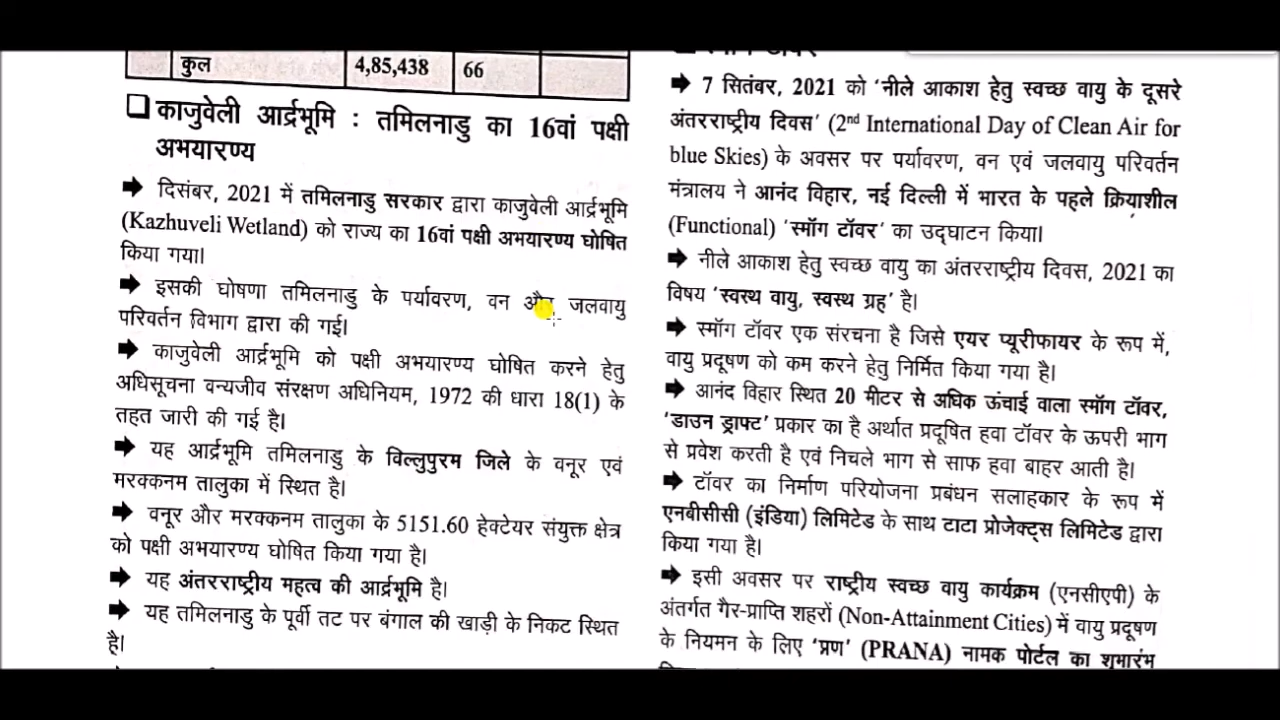 कुल 4,85,438 66
❑ काजुवेली आर्द्रभूमि : तमिलनाडु का 16वां पक्षी
अभयारण्य
➡ दिसंबर, 2021 में तमिलनाडु सरकार द्वारा काजुवेली आर्द्रभूमि
(Kazhuveli Wetland) को राज्य का 16वां पक्षी अभयारण्य घोषित
किया गया।
➡ इसकी घोषणा तमिलनाडु के पर्यावरण, वन और जलवायु
परिवर्तन विभाग द्वारा की गई।
➡ काजुवेली आर्द्रभूमि को पक्षी अभयारण्य घोषित करने हेतु
अधिसूचना वन्यजीव संरक्षण अधिनियम, 1972 की धारा 18(1) के
तहत जारी की गई है।
➡ यह आर्द्रभूमि तमिलनाडु के विल्लुपुरम जिले के वनूर एवं
मरक्कनम तालुका में स्थित है।
➡ वनूर और मरक्कनम तालुका के 5151.60 हेक्टेयर संयुक्त क्षेत्र
को पक्षी अभयारण्य घोषित किया गया है।
➡ यह अंतरराष्ट्रीय महत्व की आर्द्रभूमि है।
➡ यह तमिलनाडु के पूर्वी तट पर बंगाल की खाड़ी के निकट स्थित
है।
➡ 7 सितंबर, 2021 को 'नीले आकाश हेतु स्वच्छ वायु के दूसरे
अंतरराष्ट्रीय दिवस' (2nd International Day of Clean Air for
blue Skies) के अवसर पर पर्यावरण, वन एवं जलवायु परिवर्तन
मंत्रालय ने आनंद विहार, नई दिल्ली में भारत के पहले क्रियाशील
(Functional) 'स्मॉग टॉवर' का उद्घाटन किया।
➡ नीले आकाश हेतु स्वच्छ वायु का अंतरराष्ट्रीय दिवस, 2021 का
विषय 'स्वस्थ वायु, स्वस्थ ग्रह' है।
➡ स्मॉग टॉवर एक संरचना है जिसे एयर प्यूरीफायर के रूप में,
वायु प्रदूषण को कम करने हेतु निर्मित किया गया है।
➡ आनंद विहार स्थित 20 मीटर से अधिक ऊंचाई वाला स्मॉग टॉवर,
'डाउन ड्राफ्ट' प्रकार का है अर्थात प्रदूषित हवा टॉवर के ऊपरी भाग
से प्रवेश करती है एवं निचले भाग से साफ हवा बाहर आती है।
➡ टॉवर का निर्माण परियोजना प्रबंधन सलाहकार के रूप में
एनबीसीसी (इंडिया) लिमिटेड के साथ टाटा प्रोजेक्ट्स लिमिटेड द्वारा
किया गया है।
➡ इसी अवसर पर राष्ट्रीय स्वच्छ वायु कार्यक्रम (एनसीएपी) के
अंतर्गत गैर-प्राप्ति शहरों (Non-Attainment Cities) में वायु प्रदूषण
के नियमन के लिए 'प्रण' (PRANA) नामक पोर्टल का शुभारंभ